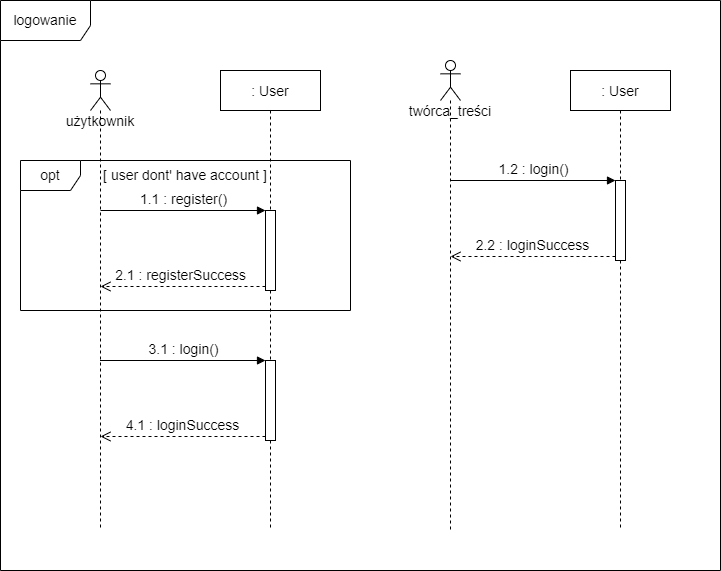 logowanie
użytkownik
: User
twórca_treści
: User
opt
[ user dont' have account ]
1.1 : register()
2.1 : registerSuccess
3.1 : login()
4.1 : loginSuccess
1.2 : login()
2.2 : loginSuccess